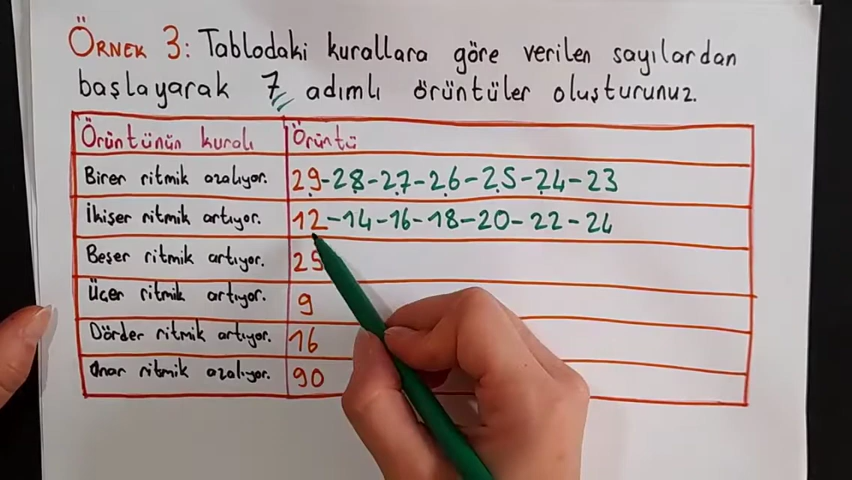 ÖRNEK 3: Tablodaki kurallara göre verilen sayılardan
başlayarak 7 adımlı örüntüler oluşturunuz.
Örüntünün kuralı Örüntü
Birer ritmik azalıyor. 29-28-27-26-25-24-23
İkişer ritmik artıyor. 12-14-16-18-20-22-24
Beşer ritmik artıyor. 25
Üçer ritmik artıyor. 9
Dörder ritmik artıyor. 16
Onar ritmik azalıyor. 90